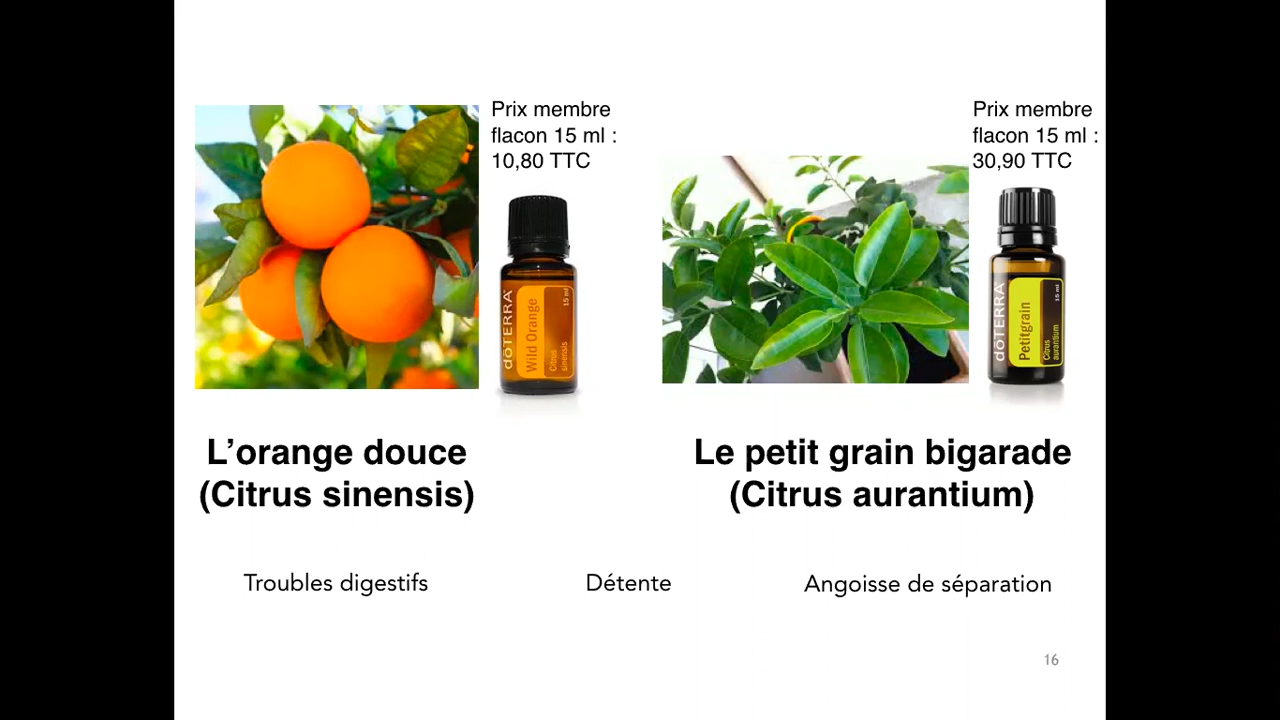 Prix membre
flacon 15 ml :
10,80 TTC
Prix membre
flacon 15 ml :
30,90 TTC
dōTERRA
Wild Orange
Citrus
sinensis
15 ml
dōTERRA
Petitgrain
Citrus
aurantium
15 ml
L’orange douce
(Citrus sinensis)
Le petit grain bigarade
(Citrus aurantium)
Troubles digestifs
Détente
Angoisse de séparation
16